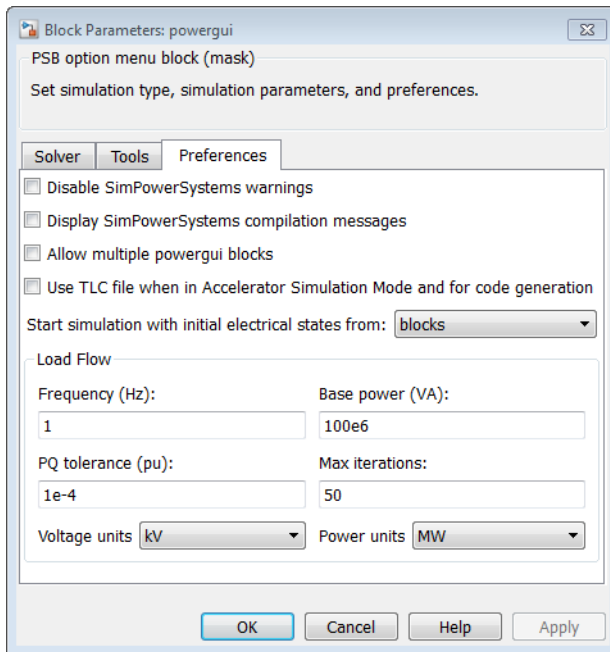 Block Parameters: powergui
PSB option menu block (mask)
Set simulation type, simulation parameters, and preferences.
Solver Tools Preferences
Disable SimPowerSystems warnings
Display SimPowerSystems compilation messages
Allow multiple powergui blocks
Use TLC file when in Accelerator Simulation Mode and for code generation
Start simulation with initial electrical states from: blocks
Load Flow
Frequency (Hz): Base power (VA):
1 100e6
PQ tolerance (pu): Max iterations:
1e-4 50
Voltage units kV Power units MW
OK Cancel Help Apply